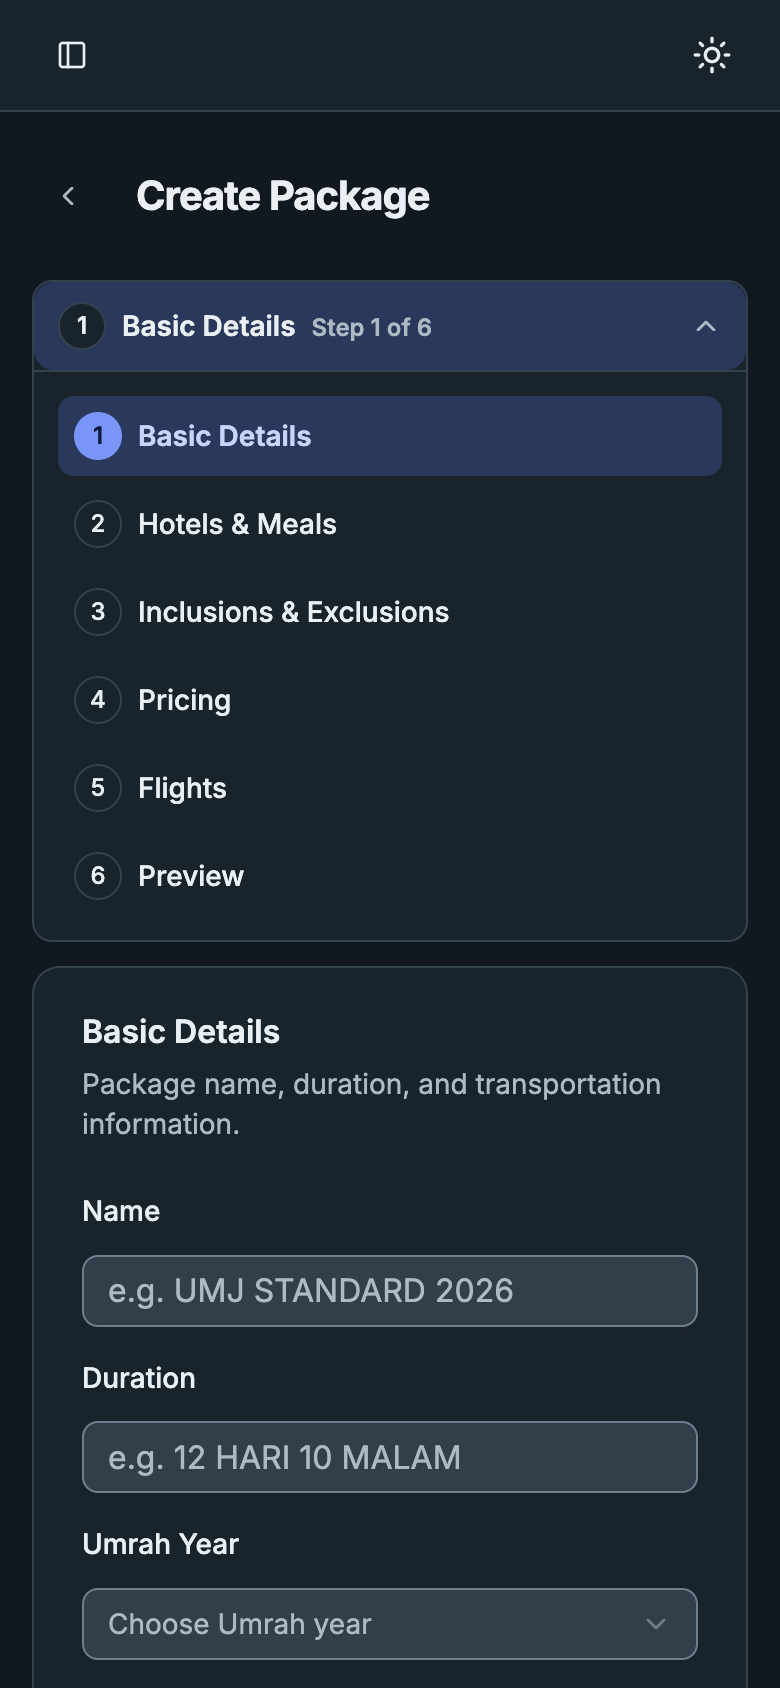 Create Package
1 Basic Details Step 1 of 6
1 Basic Details
2 Hotels & Meals
3 Inclusions & Exclusions
4 Pricing
5 Flights
6 Preview
Basic Details
Package name, duration, and transportation
information.
Name
e.g. UMJ STANDARD 2026
Duration
e.g. 12 HARI 10 MALAM
Umrah Year
Choose Umrah year